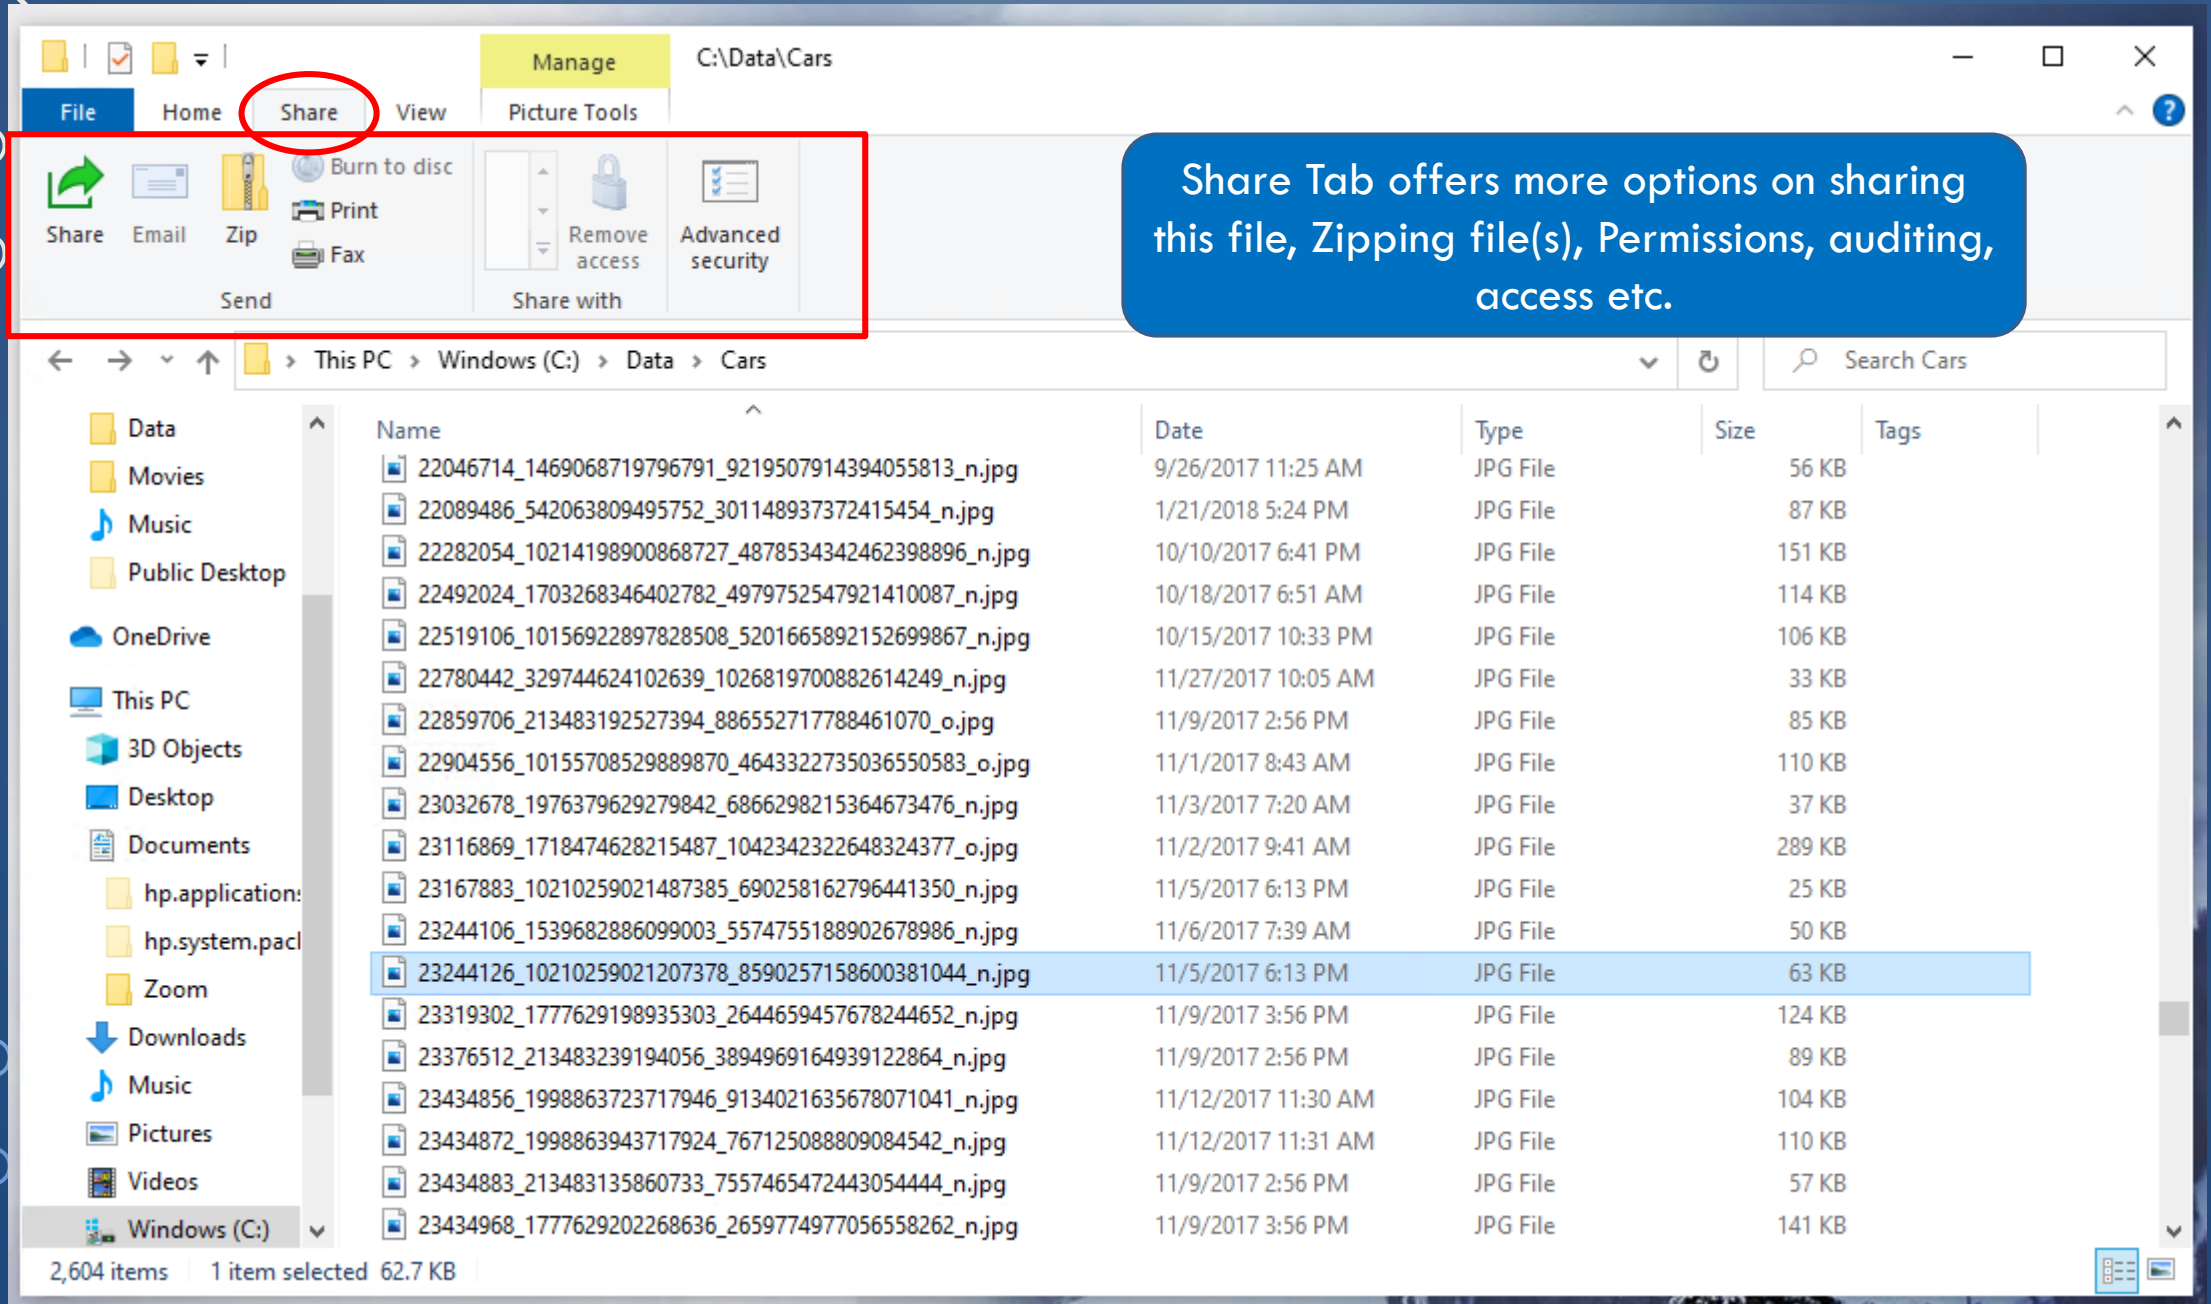 Manage
C:\Data\Cars
File
Home
Share
View
Picture Tools
Share
Email
Zip
Burn to disc
Print
Fax
Send
Remove
access
Share with
Advanced
security
Share Tab offers more options on sharing
this file, Zipping file(s), Permissions, auditing,
access etc.
This PC > Windows (C:) > Data > Cars
Search Cars
Data
Movies
Music
Public Desktop
OneDrive
This PC
3D Objects
Desktop
Documents
hp.applications
hp.system.pacl
Zoom
Downloads
Music
Pictures
Videos
Windows (C:)
Name Date Type Size Tags
22046714_1469068719796791_9219507914394055813_n.jpg 9/26/2017 11:25 AM JPG File 56 KB
22089486_542063809495752_301148937372415454_n.jpg 1/21/2018 5:24 PM JPG File 87 KB
22282054_10214198900868727_4878534342462398896_n.jpg 10/10/2017 6:41 PM JPG File 151 KB
22492024_1703268346402782_4979752547921410087_n.jpg 10/18/2017 6:51 AM JPG File 114 KB
22519106_10156922897828508_5201665892152699867_n.jpg 10/15/2017 10:33 PM JPG File 106 KB
22780442_329744624102639_1026819700882614249_n.jpg 11/27/2017 10:05 AM JPG File 33 KB
22859706_213483192527394_886552717788461070_o.jpg 11/9/2017 2:56 PM JPG File 85 KB
22904556_10155708529889870_4643322735036550583_o.jpg 11/1/2017 8:43 AM JPG File 110 KB
23032678_1976379629279842_6866298215364673476_n.jpg 11/3/2017 7:20 AM JPG File 37 KB
23116869_1718474628215487_1042342322648324377_o.jpg 11/2/2017 9:41 AM JPG File 289 KB
23167883_10210259021487385_690258162796441350_n.jpg 11/5/2017 6:13 PM JPG File 25 KB
23244106_1539682886099003_5574755188902678986_n.jpg 11/6/2017 7:39 AM JPG File 50 KB
23244126_10210259021207378_8590257158600381044_n.jpg 11/5/2017 6:13 PM JPG File 63 KB
23319302_1777629198935303_2644659457678244652_n.jpg 11/9/2017 3:56 PM JPG File 124 KB
23376512_213483239194056_3894969164939122864_n.jpg 11/9/2017 2:56 PM JPG File 89 KB
23434856_1998863723717946_9134021635678071041_n.jpg 11/12/2017 11:30 AM JPG File 104 KB
23434872_1998863943717924_767125088809084542_n.jpg 11/12/2017 11:31 AM JPG File 110 KB
23434883_213483135860733_7557465472443054444_n.jpg 11/9/2017 2:56 PM JPG File 57 KB
23434968_1777629202268636_2659774977056558262_n.jpg 11/9/2017 3:56 PM JPG File 141 KB
2,604 items 1 item selected 62.7 KB